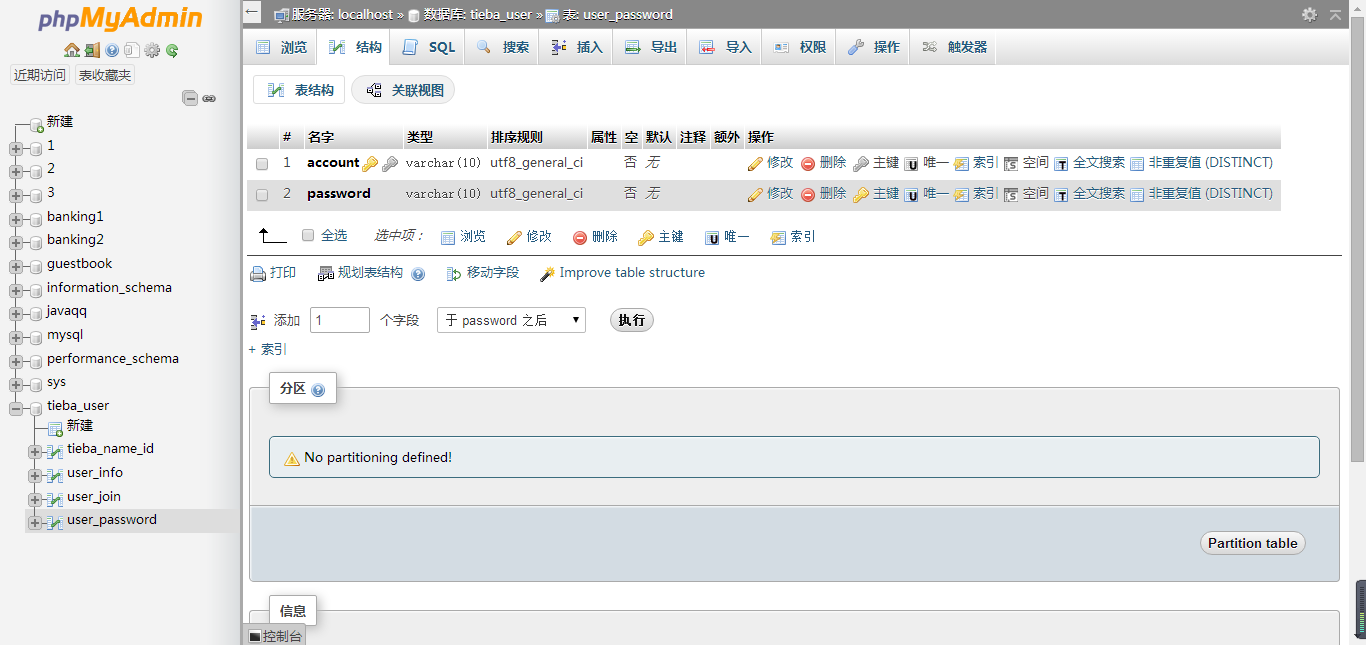 phpMyAdmin
近期访问 表收藏夹
新建
1
2
3
banking1
banking2
guestbook
information_schema
javaqq
mysql
performance_schema
sys
tieba_user
新建
tieba_name_id
user_info
user_join
user_password
服务器: localhost » 数据库: tieba_user » 表: user_password
浏览 结构 SQL 搜索 插入 导出 导入 权限 操作 触发器
表结构 关联视图
# 名字 类型 排序规则 属性 空 默认 注释 额外 操作
1 account varchar(10) utf8_general_ci 否 无 修改 删除 主键 唯一 索引 空间 全文搜索 非重复值 (DISTINCT)
2 password varchar(10) utf8_general_ci 否 无 修改 删除 主键 唯一 索引 空间 全文搜索 非重复值 (DISTINCT)
全选 选中项： 浏览 修改 删除 主键 唯一 索引
打印 规划表结构 移动字段 Improve table structure
添加 1 个字段 于 password 之后 执行
+ 索引
分区
No partitioning defined!
Partition table
信息
控制台